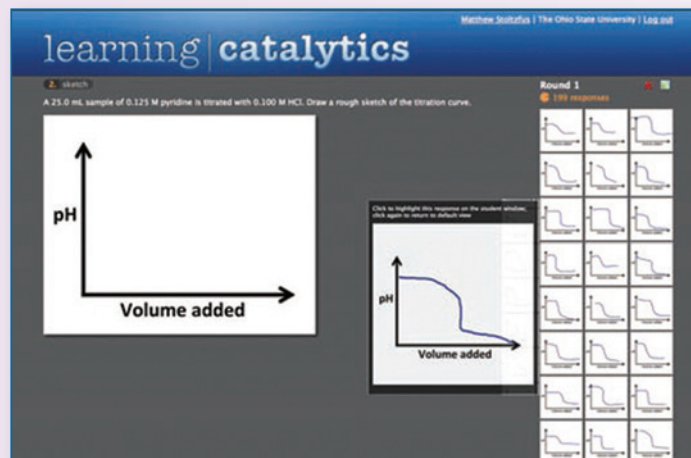 Matthew Stoltzfus | The Ohio State University | Log out
learning | catalytics
2. sketch
A 25.0 mL sample of 0.125 M pyridine is titrated with 0.100 M HCl. Draw a rough sketch of the titration curve.
pH
Volume added
Click to highlight this response on the student window;
click again to return to default view
pH
Volume added
Round 1
199 responses